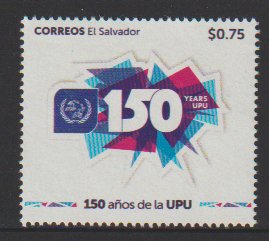 CORREOS El Salvador
$0.75
150
YEARS
UPU
150 años de la UPU